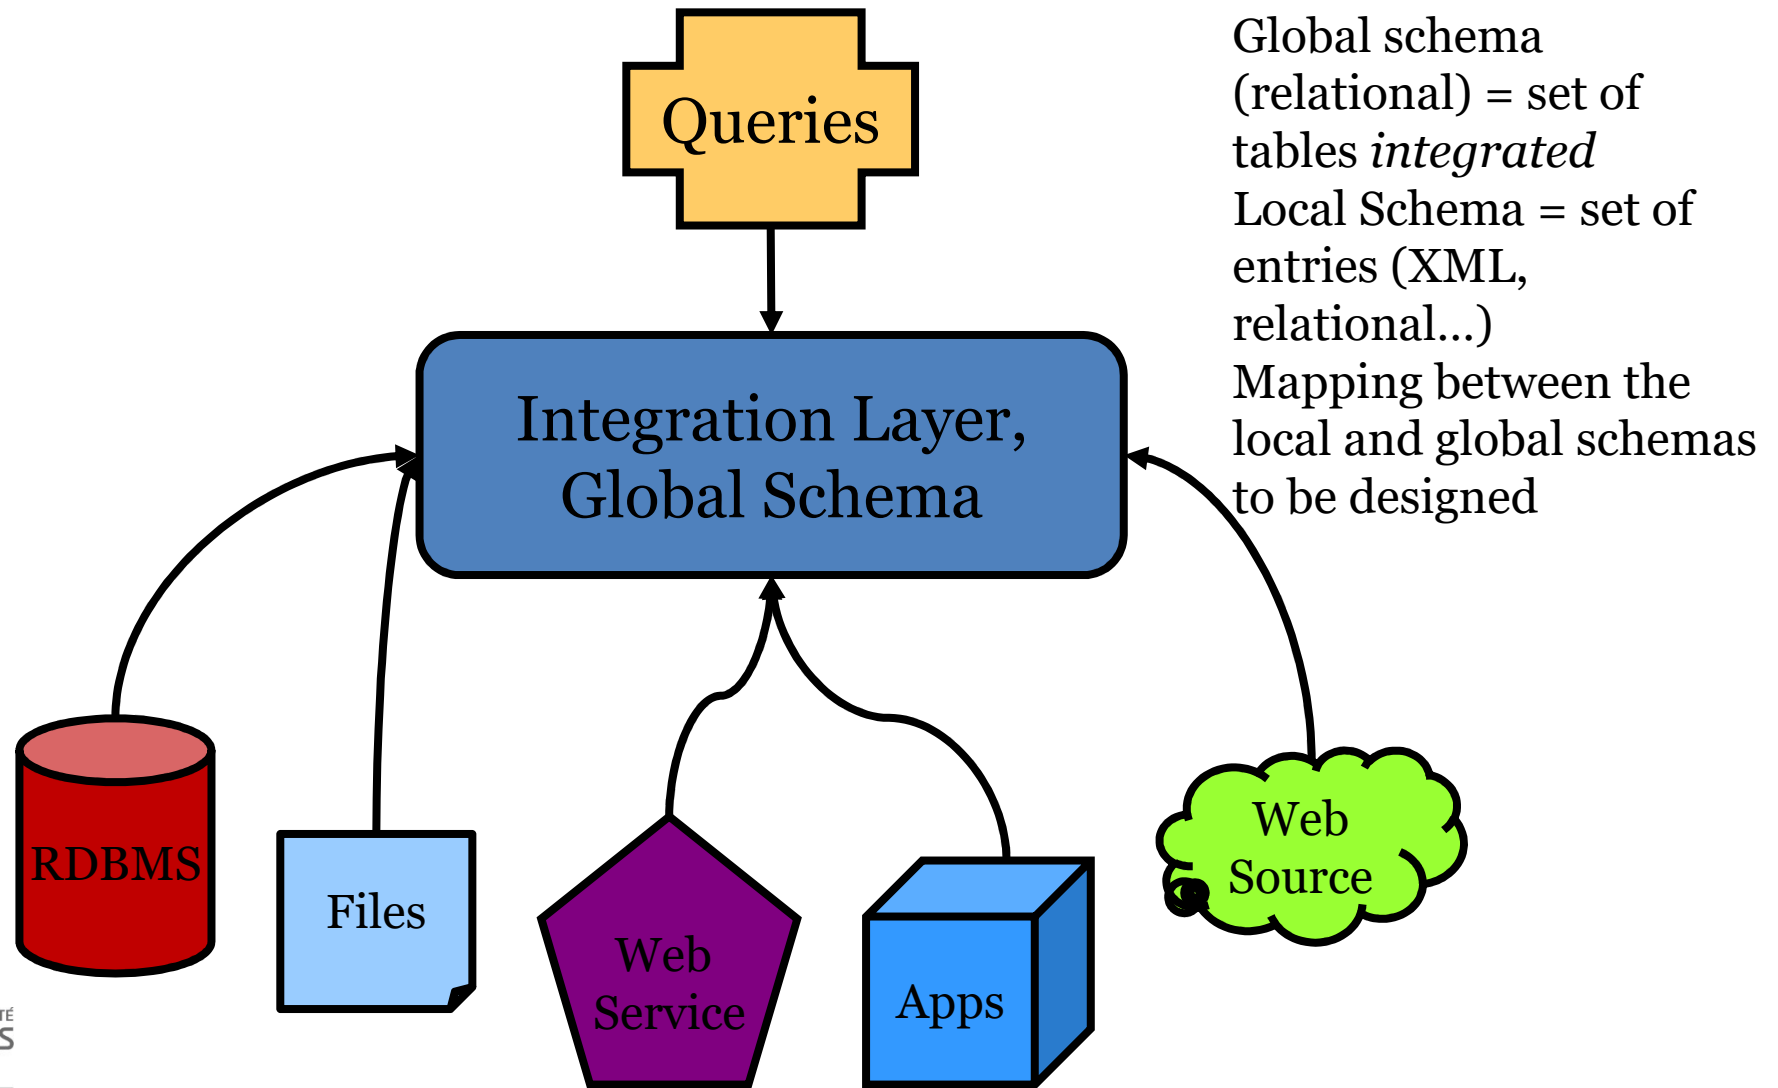 Queries
Global schema
(relational) = set of
tables integrated
Local Schema = set of
entries (XML,
relational...)
Mapping between the
local and global schemas
to be designed
Integration Layer,
Global Schema
RDBMS
Files
Web
Service
Apps
Web
Source
TÉ
S